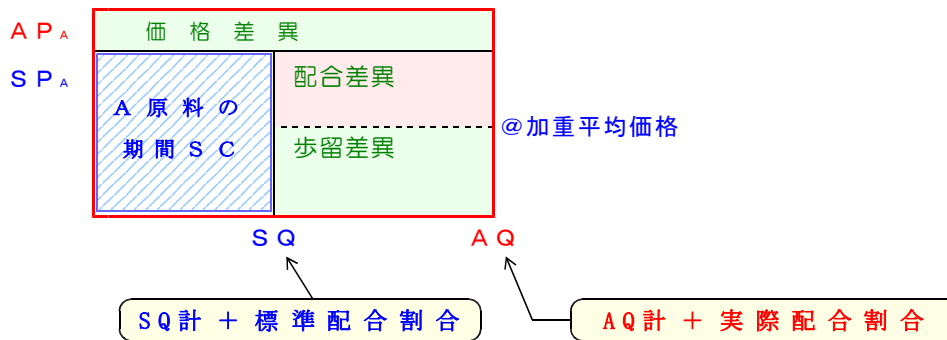 ＡＰA
価格差異
ＳＰA
配合差異
Ａ原料の
期間ＳＣ
@加重平均価格
歩留差異
ＳＱ
ＡＱ
SQ計＋標準配合割合
AQ計＋実際配合割合